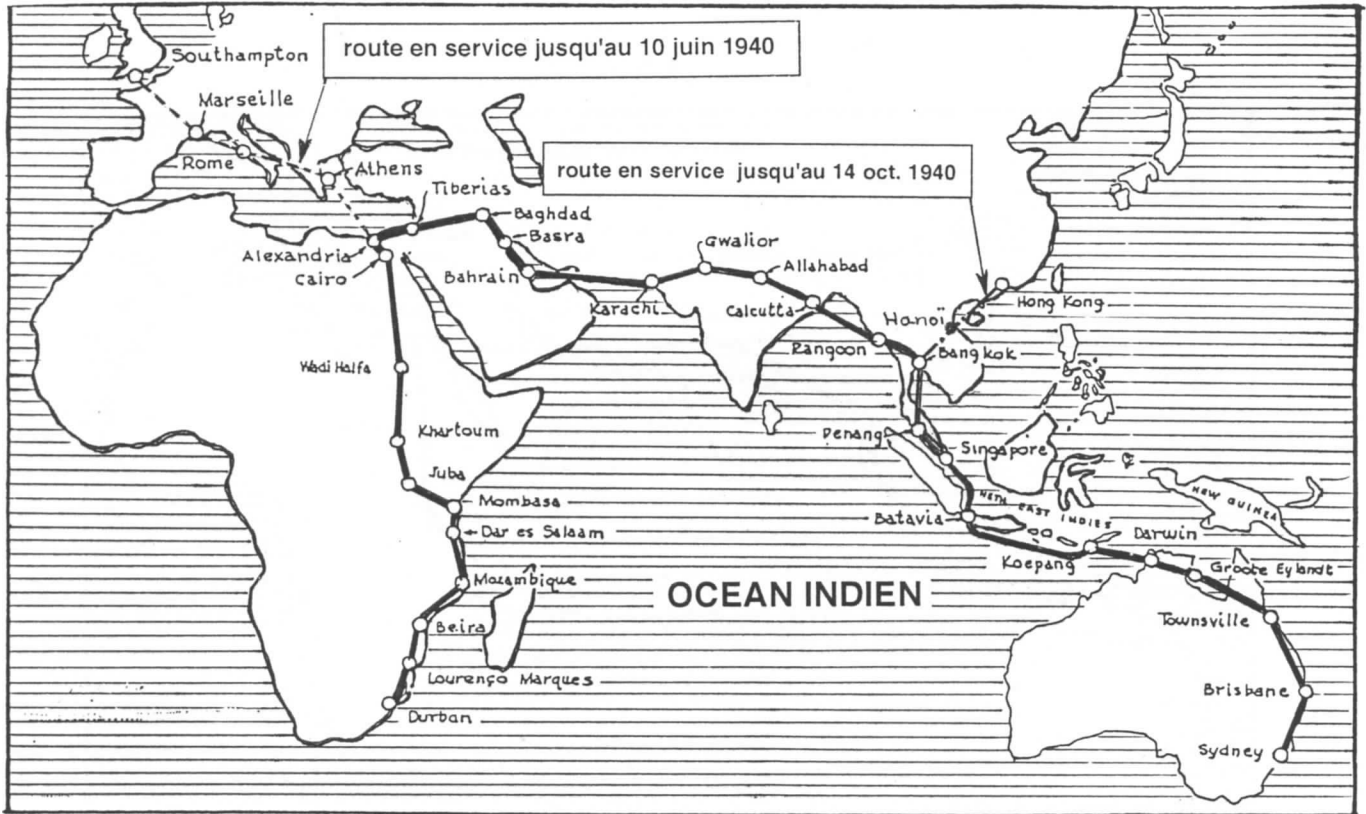 Southampton
route en service jusqu'au 10 juin 1940
Marseille
Rome
Athens
route en service jusqu'au 14 oct. 1940
Tiberias
Baghdad
Basra
Alexandria
Cairo
Bahrain
Karachi
Gwalior
Allahabad
Calcutta
Hanoï
Hong Kong
Rangoon
Bangkok
Wadi Halfa
Khartoum
Juba
Penang
Singapore
Mombasa
Dar es Salaam
Batavia
NETH EAST INDIES
NEW GUINEA
Koepang
Darwin
Groote Eylandt
Mozambique
OCEAN INDIEN
Beira
Townsville
Lourenço Marques
Durban
Brisbane
Sydney